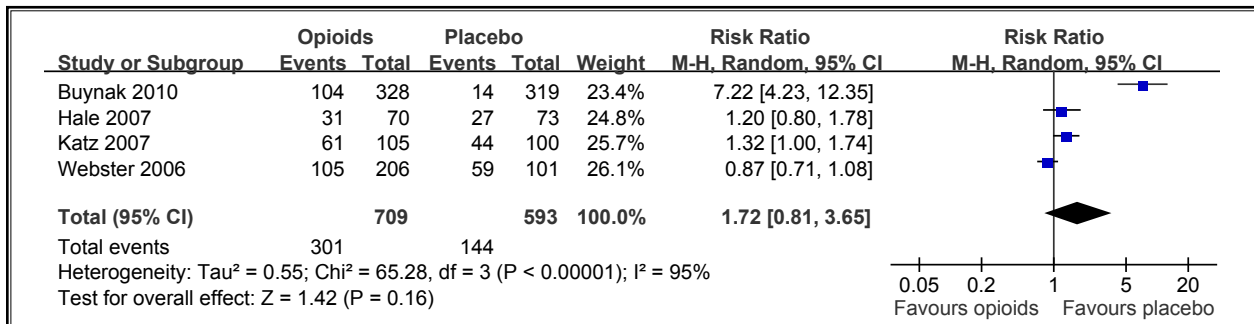 Opioids Placebo Risk Ratio Risk Ratio
Study or Subgroup Events Total Events Total Weight M-H, Random, 95% CI M-H, Random, 95% CI
Buynak 2010 104 328 14 319 23.4% 7.22 [4.23, 12.35]
Hale 2007 31 70 27 73 24.8% 1.20 [0.80, 1.78]
Katz 2007 61 105 44 100 25.7% 1.32 [1.00, 1.74]
Webster 2006 105 206 59 101 26.1% 0.87 [0.71, 1.08]
Total (95% CI) 709 593 100.0% 1.72 [0.81, 3.65]
Total events 301 144
Heterogeneity: Tau² = 0.55; Chi² = 65.28, df = 3 (P < 0.00001); I² = 95%
Test for overall effect: Z = 1.42 (P = 0.16)
0.05 0.2 1 5 20
Favours opioids Favours placebo